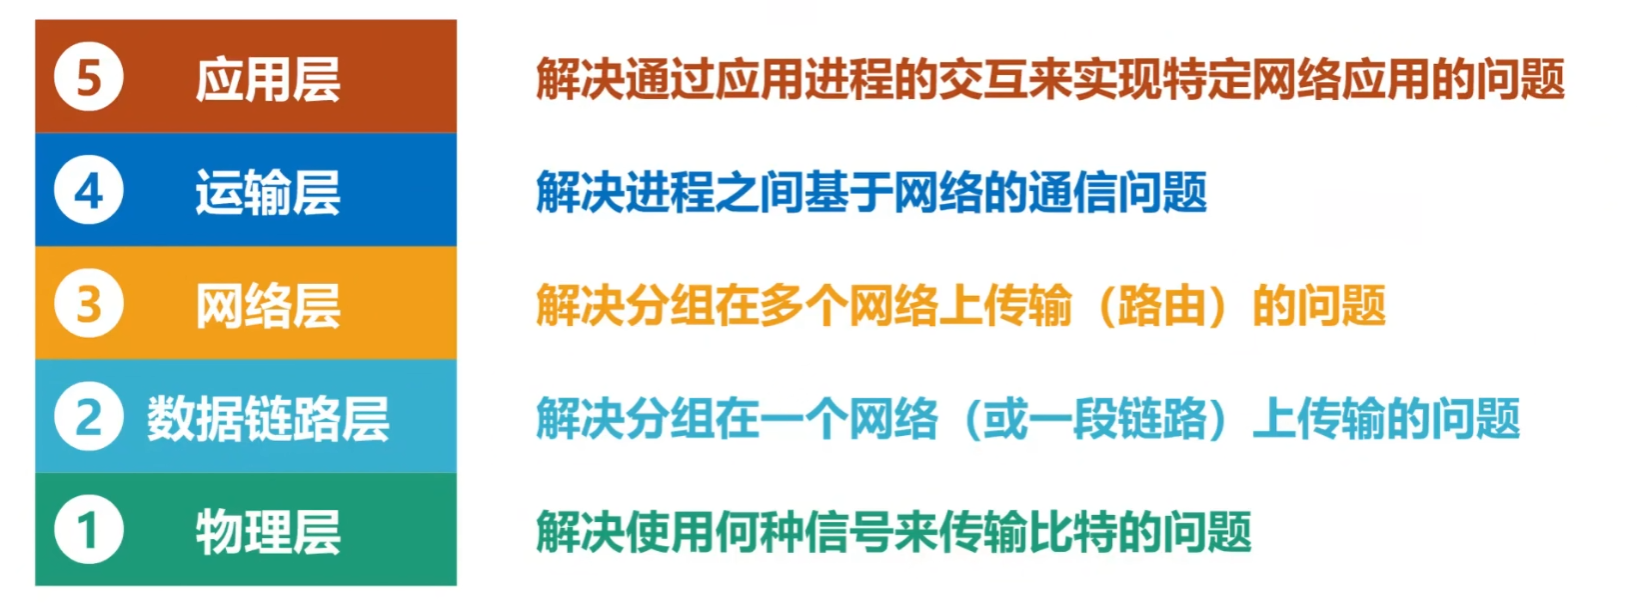 5 应用层 解决通过应用进程的交互来实现特定网络应用的问题
4 运输层 解决进程之间基于网络的通信问题
3 网络层 解决分组在多个网络上传输（路由）的问题
2 数据链路层 解决分组在一个网络（或一段链路）上传输的问题
1 物理层 解决使用何种信号来传输比特的问题